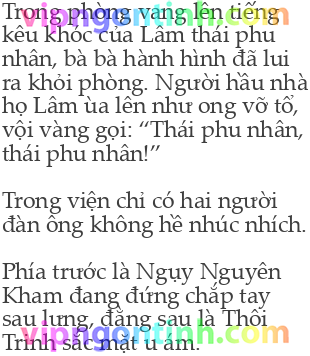 Trong phòng vang lên tiếng
kêu khóc của Lâm thái phu
nhân, bà bà hành hình đã lui
ra khỏi phòng. Người hầu nhà
họ Lâm ùa lên như ong vỡ tổ,
vội vàng gọi: “Thái phu nhân,
thái phu nhân!”
Trong viện chỉ có hai người
đàn ông không hề nhúc nhích.
Phía trước là Ngụy Nguyên
Kham đang đứng chắp tay
sau lưng, đằng sau là Thôi
Trình sắc mặt u ám.
vipngontinh.com
vipngontinh.com